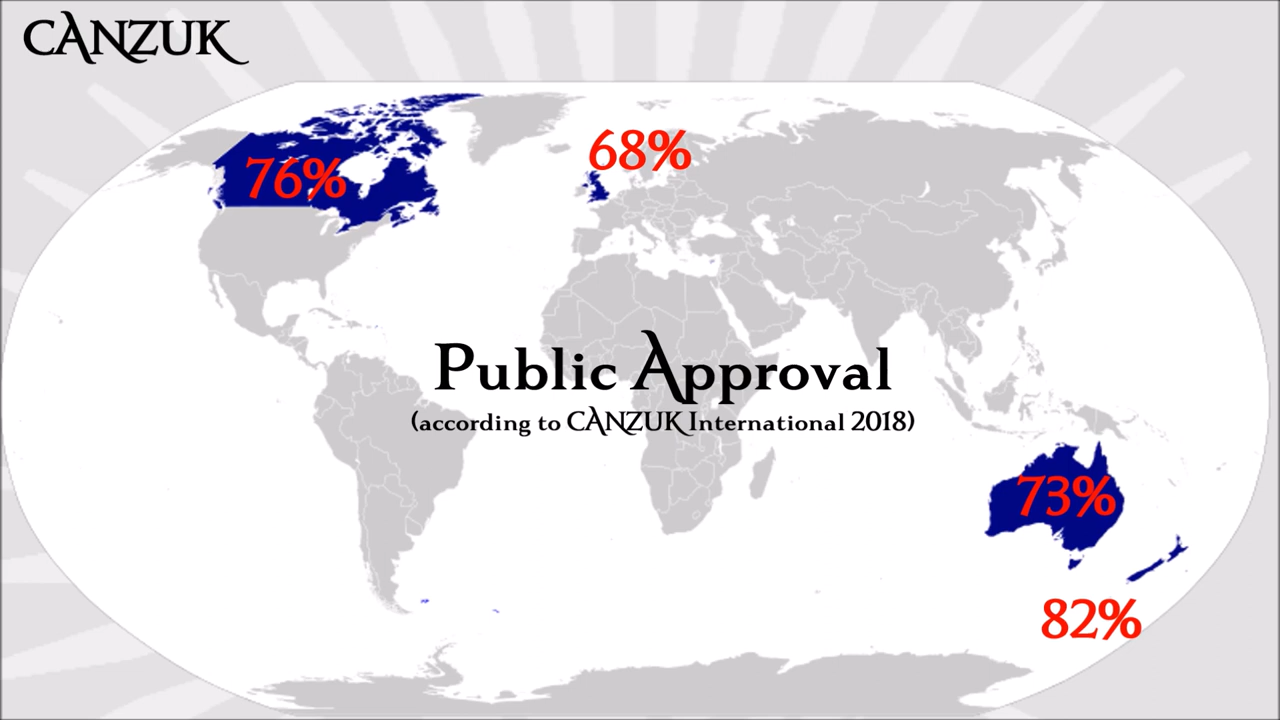 CANZUK
68%
76%
Public Approval
(according to CANZUK International 2018)
73%
82%